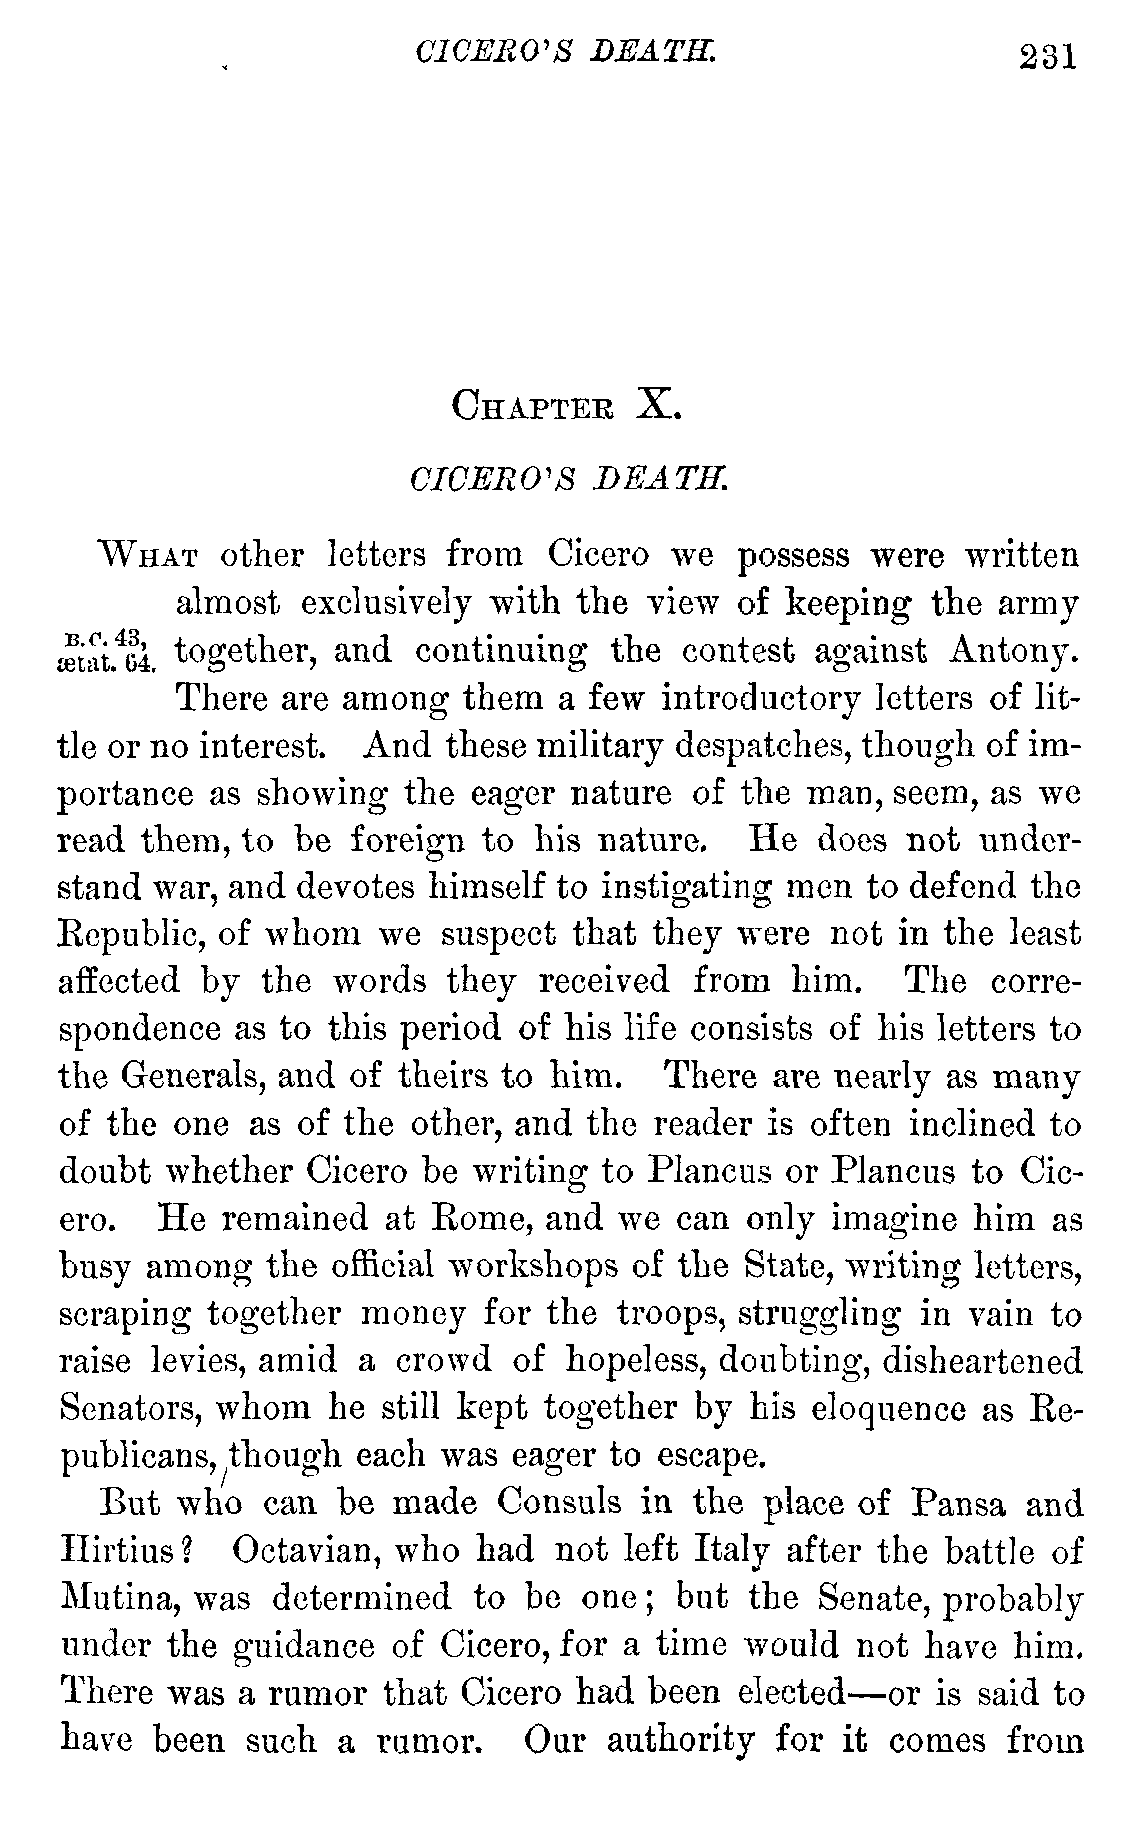 CICERO'S DEATH. 231
CHAPTER X.
CICERO'S DEATH.
WHAT other letters from Cicero we possess were written
almost exclusively with the view of keeping the army
B.C. 43,
ætat. 64.
together, and continuing the contest against Antony.
There are among them a few introductory letters of lit-
tle or no interest. And these military despatches, though of im-
portance as showing the eager nature of the man, seem, as we
read them, to be foreign to his nature. He does not under-
stand war, and devotes himself to instigating men to defend the
Republic, of whom we suspect that they were not in the least
affected by the words they received from him. The corre-
spondence as to this period of his life consists of his letters to
the Generals, and of theirs to him. There are nearly as many
of the one as of the other, and the reader is often inclined to
doubt whether Cicero be writing to Plancus or Plancus to Cic-
ero. He remained at Rome, and we can only imagine him as
busy among the official workshops of the State, writing letters,
scraping together money for the troops, struggling in vain to
raise levies, amid a crowd of hopeless, doubting, disheartened
Senators, whom he still kept together by his eloquence as Re-
publicans, though each was eager to escape.
But who can be made Consuls in the place of Pansa and
Hirtius? Octavian, who had not left Italy after the battle of
Mutina, was determined to be one; but the Senate, probably
under the guidance of Cicero, for a time would not have him.
There was a rumor that Cicero had been elected—or is said to
have been such a rumor. Our authority for it comes from